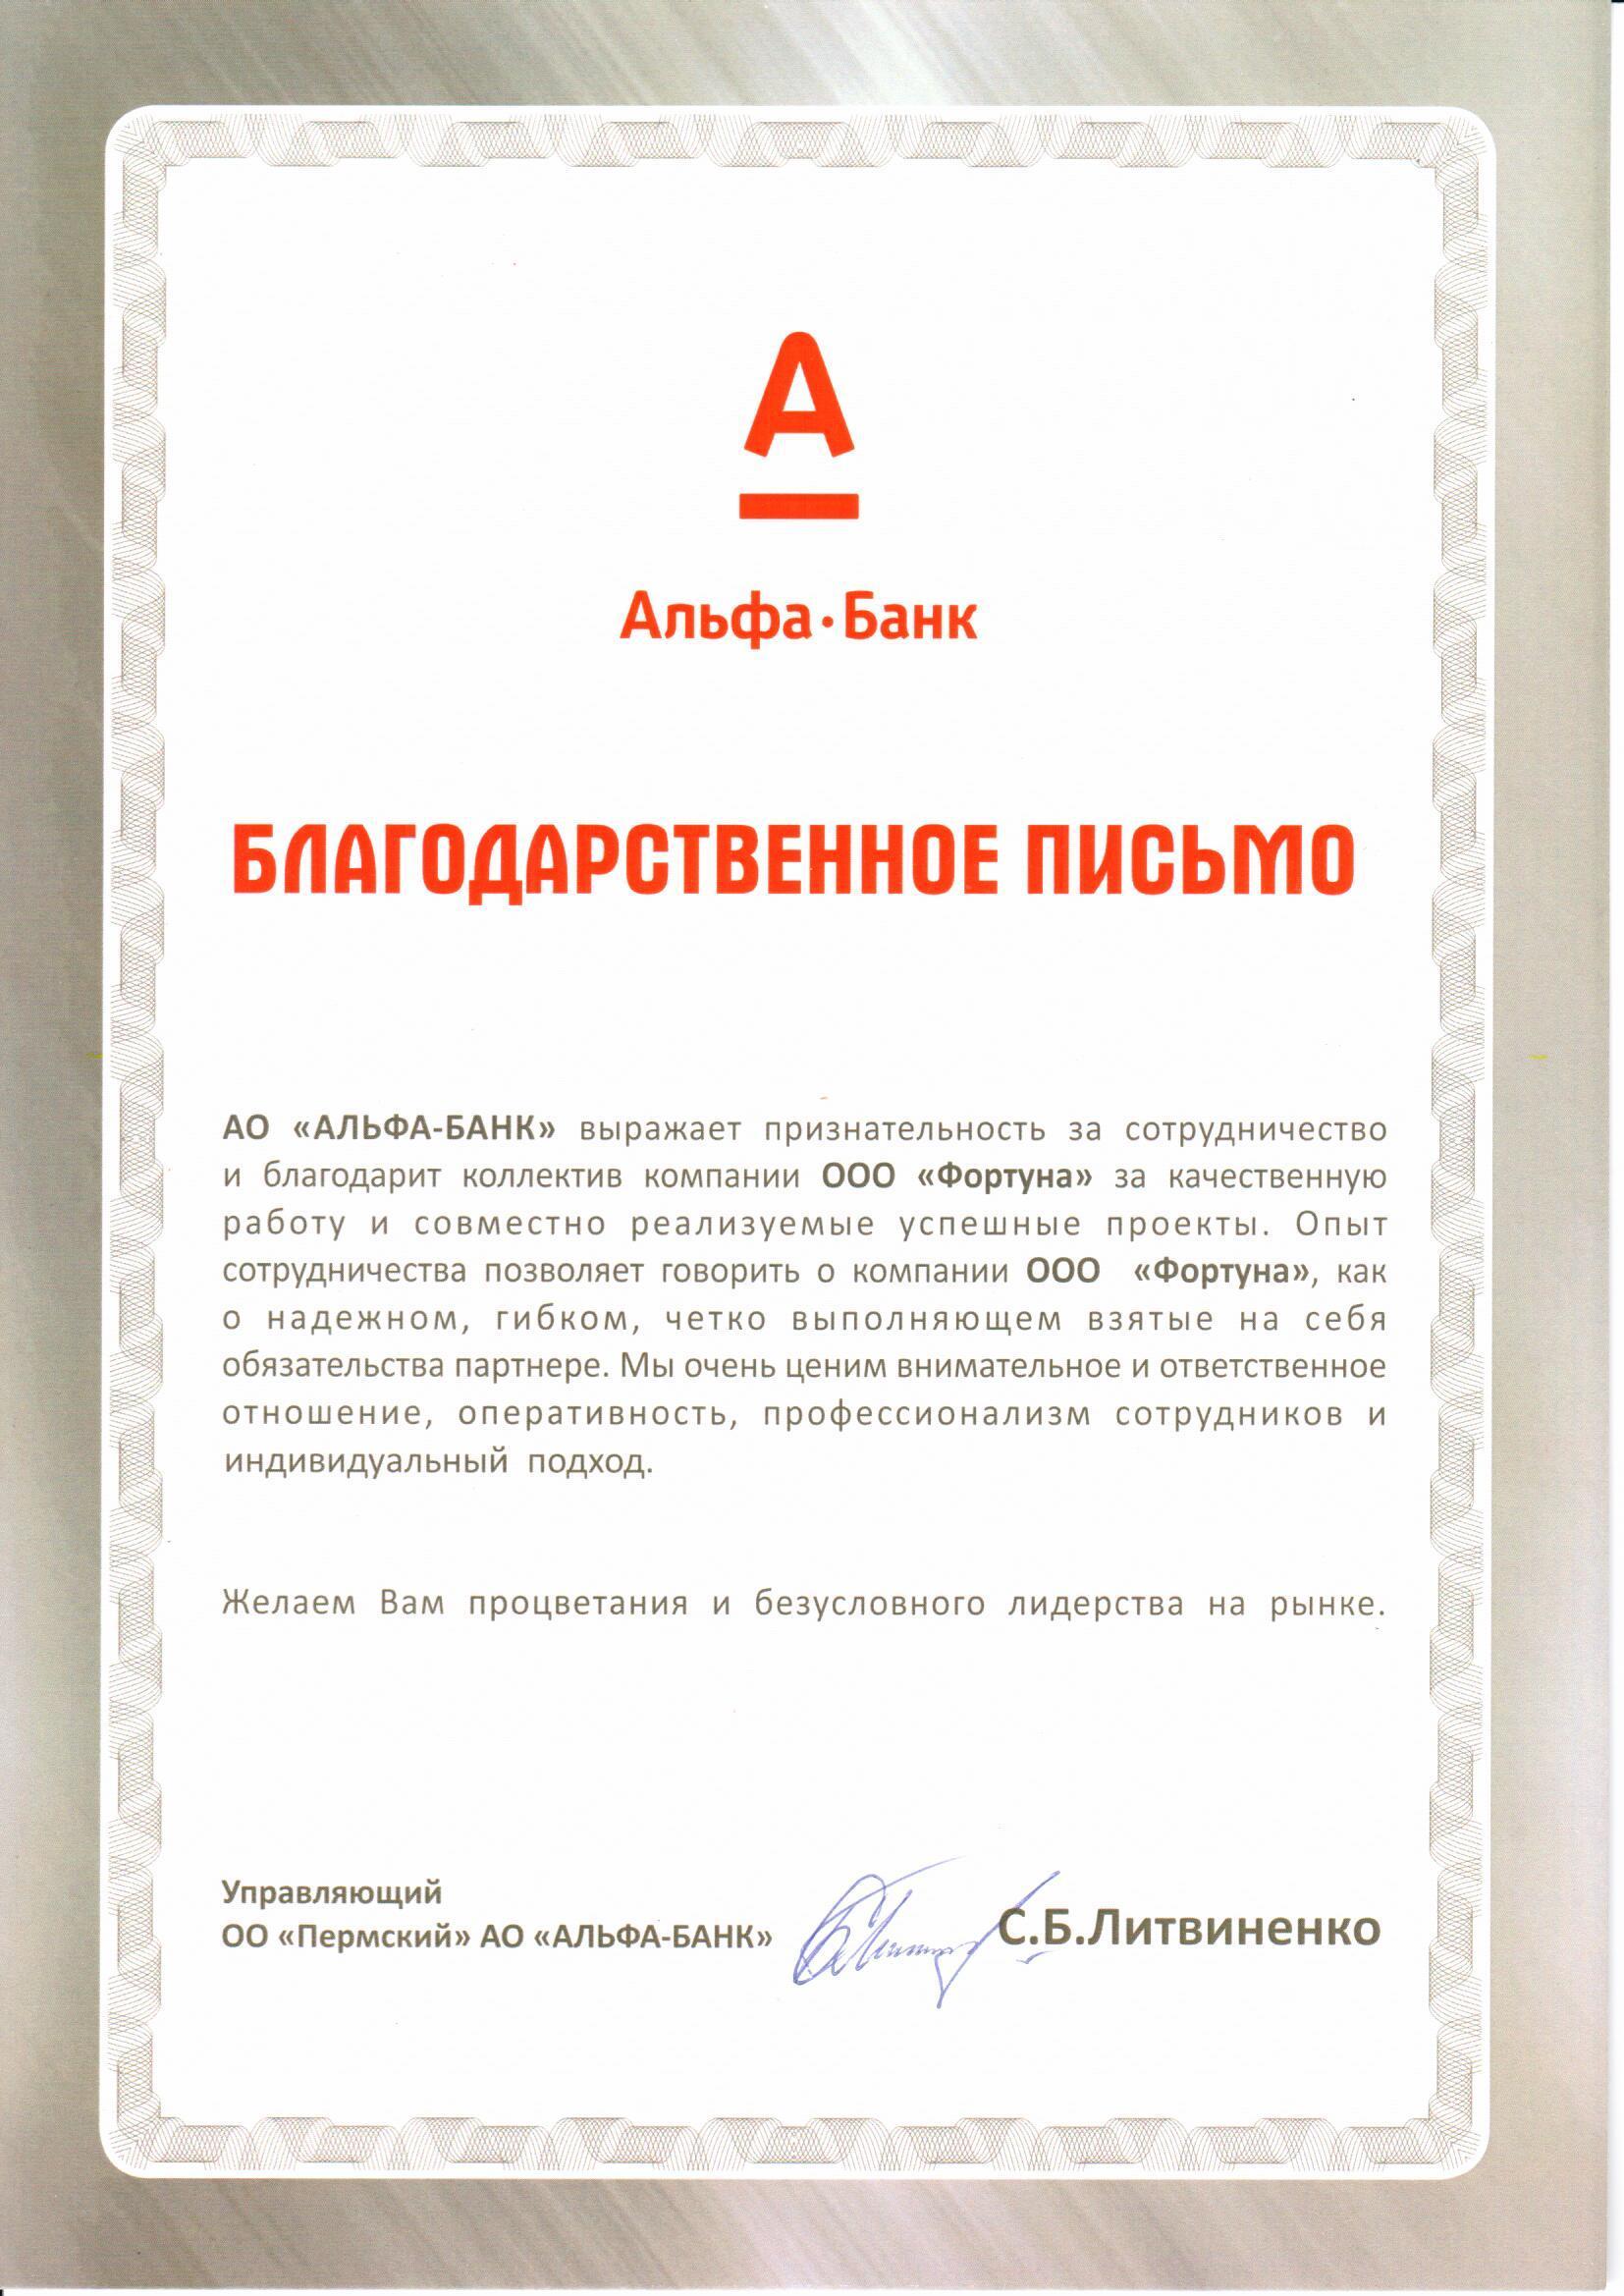 А
Альфа·Банк
БЛАГОДАРСТВЕННОЕ ПИСЬМО
АО «АЛЬФА-БАНК» выражает признательность за сотрудничество
и благодарит коллектив компании ООО «Фортуна» за качественную
работу и совместно реализуемые успешные проекты. Опыт
сотрудничества позволяет говорить о компании ООО «Фортуна», как
о надежном, гибком, четко выполняющем взятые на себя
обязательства партнере. Мы очень ценим внимательное и ответственное
отношение, оперативность, профессионализм сотрудников и
индивидуальный подход.
Желаем Вам процветания и безусловного лидерства на рынке.
Управляющий
ОО «Пермский» АО «АЛЬФА-БАНК»
С.Б.Литвиненко